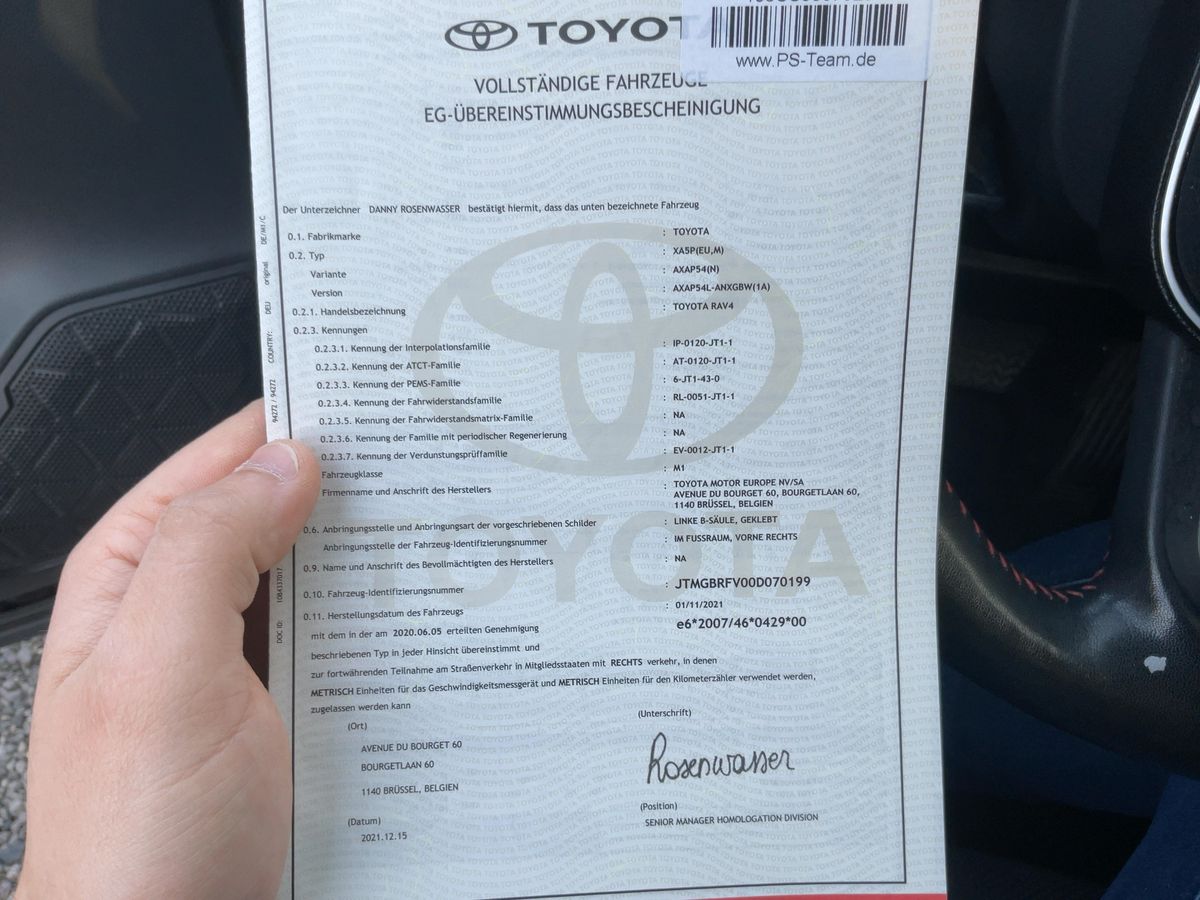 TOYOTA
www.PS-Team.de
VOLLSTÄNDIGE FAHRZEUGE
EG-ÜBEREINSTIMMUNGSBESCHEINIGUNG
Der Unterzeichner DANNY ROSENWASSER bestätigt hiermit, dass das unten bezeichnete Fahrzeug
0.1. Fabrikmarke : TOYOTA
0.2. Typ : XA5P(EU,M)
Variante : AXAP54(N)
Version : AXAP54L-ANXGBW(1A)
0.2.1. Handelsbezeichnung : TOYOTA RAV4
0.2.3. Kennungen
0.2.3.1. Kennung der Interpolationsfamilie : IP-0120-JT1-1
0.2.3.2. Kennung der ATCT-Familie : AT-0120-JT1-1
0.2.3.3. Kennung der PEMS-Familie : 6-JT1-43-0
0.2.3.4. Kennung der Fahrwiderstandsfamilie : RL-0051-JT1-1
0.2.3.5. Kennung der Fahrwiderstandsmatrix-Familie : NA
0.2.3.6. Kennung der Familie mit periodischer Regenerierung : NA
0.2.3.7. Kennung der Verdunstungsprüffamilie : EV-0012-JT1-1
Fahrzeugklasse : M1
Firmenname und Anschrift des Herstellers : TOYOTA MOTOR EUROPE NV/SA
AVENUE DU BOURGET 60, BOURGETLAAN 60,
1140 BRÜSSEL, BELGIEN
0.6. Anbringungsstelle und Anbringungsart der vorgeschriebenen Schilder : LINKE B-SÄULE, GEKLEBT
Anbringungsstelle der Fahrzeug-Identifizierungsnummer : IM FUSSRAUM, VORNE RECHTS
0.9. Name und Anschrift des Bevollmächtigten des Herstellers : NA
0.10. Fahrzeug-Identifizierungsnummer : JTMGBRFV00D070199
0.11. Herstellungsdatum des Fahrzeugs : 01/11/2021
mit dem in der am 2020.06.05 erteilten Genehmigung e6*2007/46*0429*00
beschriebenen Typ in jeder Hinsicht übereinstimmt und
zur fortwährenden Teilnahme am Straßenverkehr in Mitgliedsstaaten mit RECHTS verkehr, in denen
METRISCH Einheiten für das Geschwindigkeitsmessgerät und METRISCH Einheiten für den Kilometerzähler verwendet werden,
zugelassen werden kann
(Ort) (Unterschrift)
AVENUE DU BOURGET 60
BOURGETLAAN 60
1140 BRÜSSEL, BELGIEN
Rosenwasser
(Position)
SENIOR MANAGER HOMOLOGATION DIVISION
(Datum)
2021.12.15
DOC ID: 1084337017 94272 / 94272 COUNTRY: DEU original DE/M1/C
TOYOTA